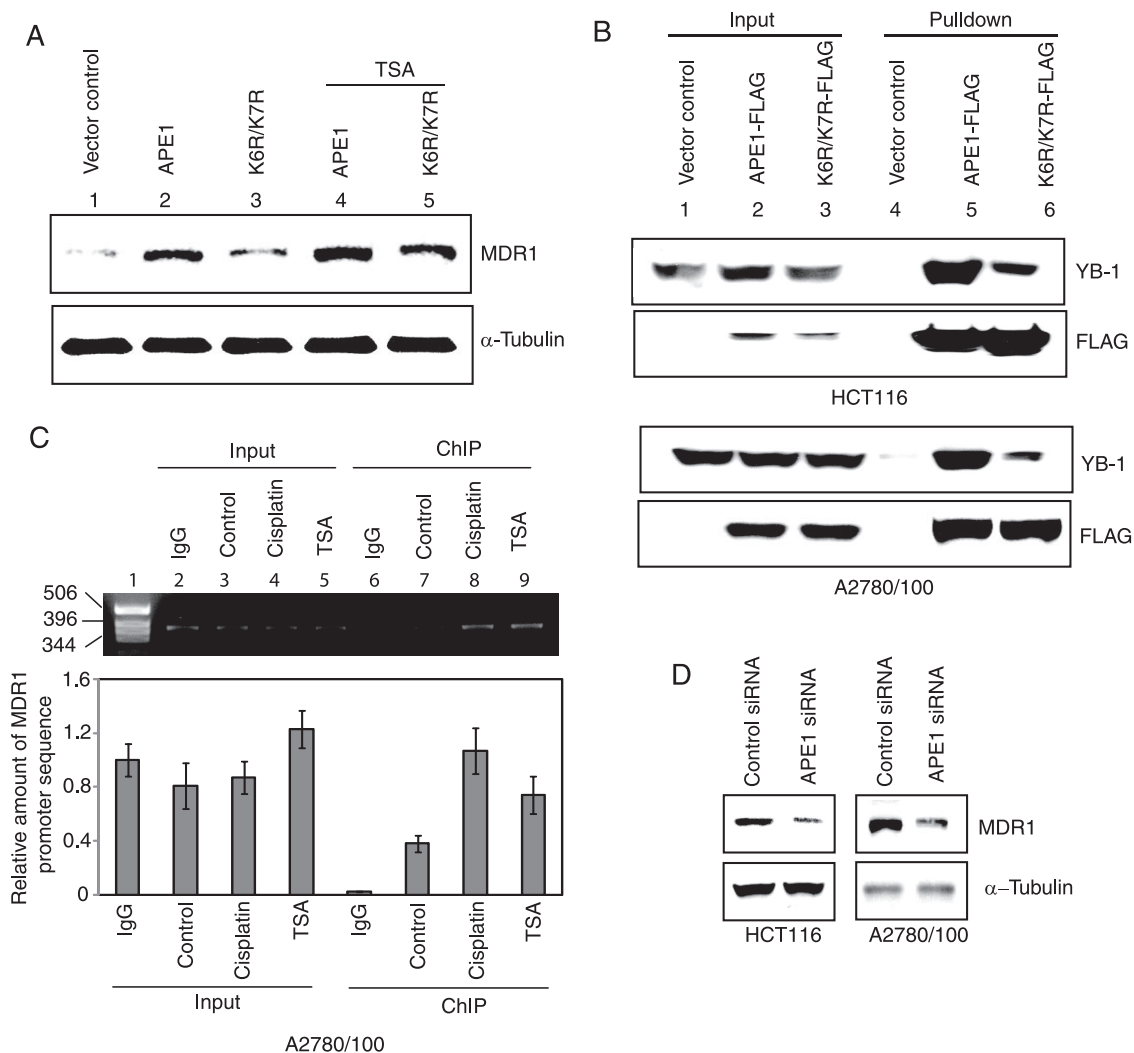 A
TSA
Vector control
APE1
K6R/K7R
APE1
K6R/K7R
1 2 3 4 5
MDR1
α-Tubulin
B
Input Pulldown
Vector control
APE1-FLAG
K6R/K7R-FLAG
Vector control
APE1-FLAG
K6R/K7R-FLAG
1 2 3 4 5 6
YB-1
FLAG
HCT116
YB-1
FLAG
A2780/100
C
Input ChIP
IgG
Control
Cisplatin
TSA
IgG
Control
Cisplatin
TSA
1 2 3 4 5 6 7 8 9
506
396
344
Relative amount of MDR1
promoter sequence
1.6
1.2
0.8
0.4
0
IgG
Control
Cisplatin
TSA
IgG
Control
Cisplatin
TSA
Input ChIP
A2780/100
D
Control siRNA
APE1 siRNA
Control siRNA
APE1 siRNA
MDR1
α–Tubulin
HCT116 A2780/100